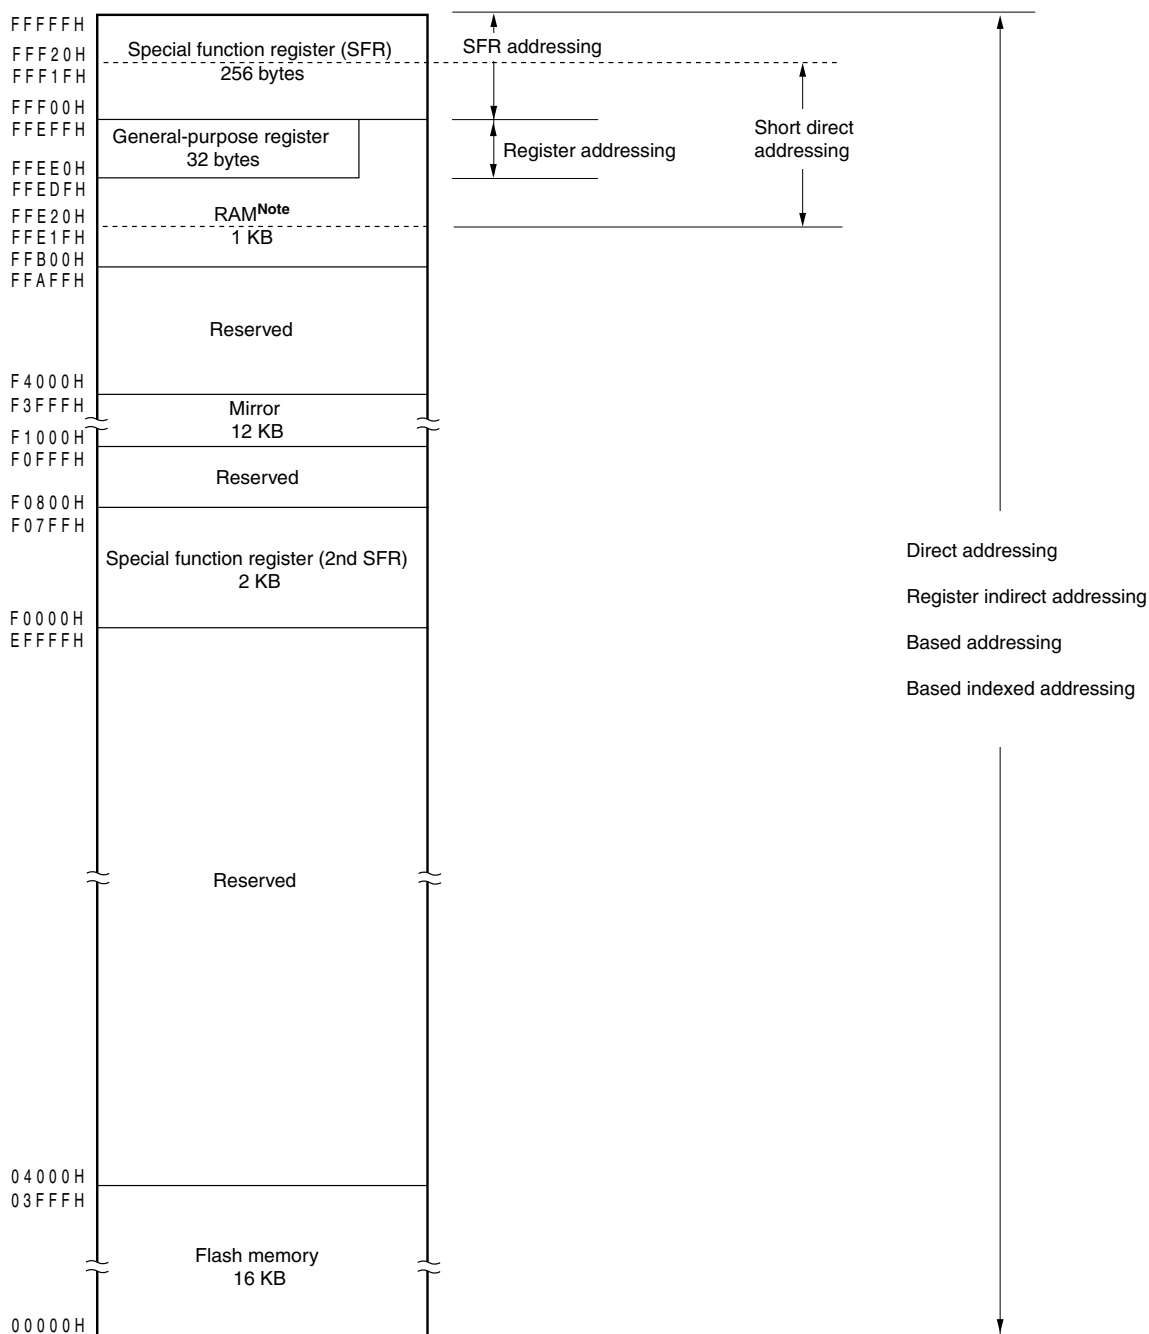 FFFFFH
Special function register (SFR)
256 bytes
SFR addressing
FFF20H
FFF1FH
FFF00H
FFEFFH
General-purpose register
32 bytes
Register addressing
Short direct
addressing
FFEE0H
FFEDFH
RAMNote
1 KB
FFE20H
FFE1FH
FFB00H
FFAFFH
Reserved
F4000H
F3FFFH
Mirror
12 KB
F1000H
F0FFFH
Reserved
F0800H
F07FFH
Special function register (2nd SFR)
2 KB
Direct addressing
Register indirect addressing
Based addressing
Based indexed addressing
F0000H
EFFFFH
Reserved
04000H
03FFFH
Flash memory
16 KB
00000H